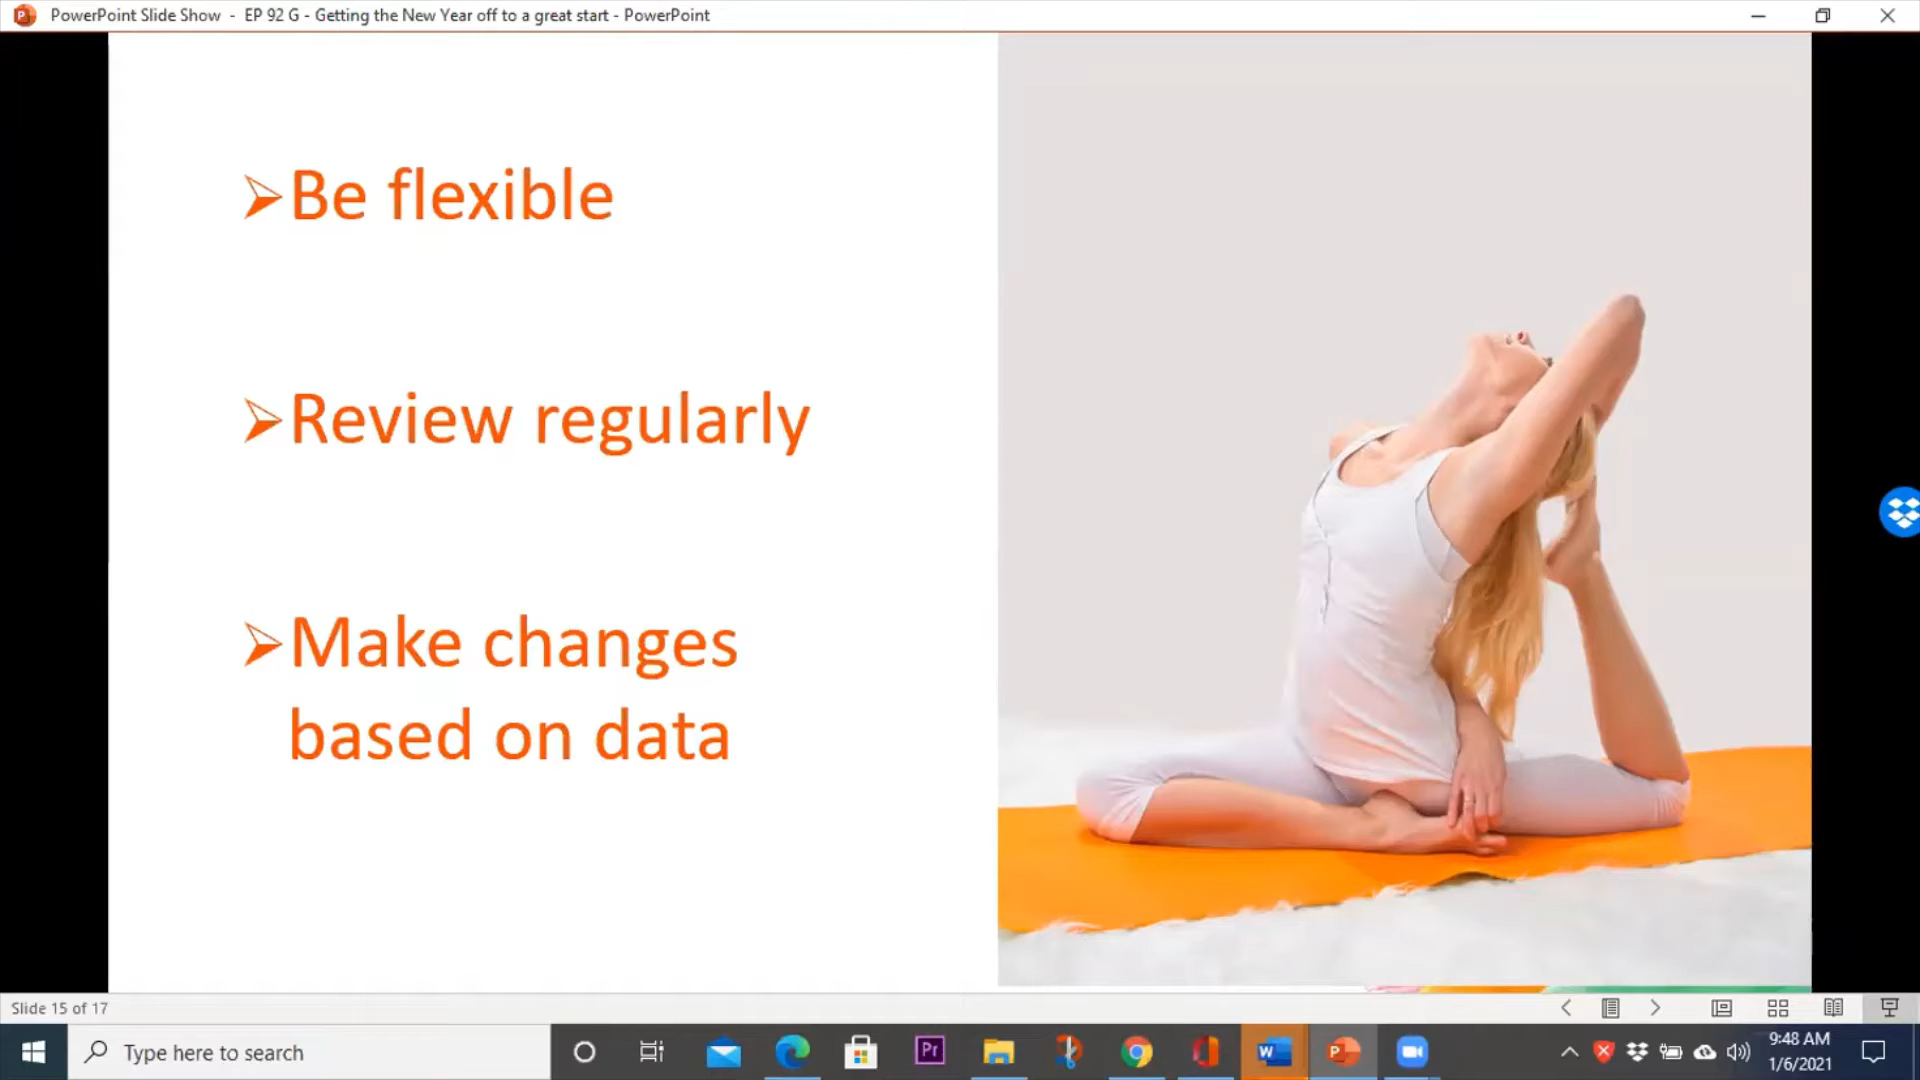 PowerPoint Slide Show - EP 92 G - Getting the New Year off to a great start - PowerPoint
Be flexible
Review regularly
Make changes
based on data
Slide 15 of 17
Type here to search
Pr
9:48 AM
1/6/2021